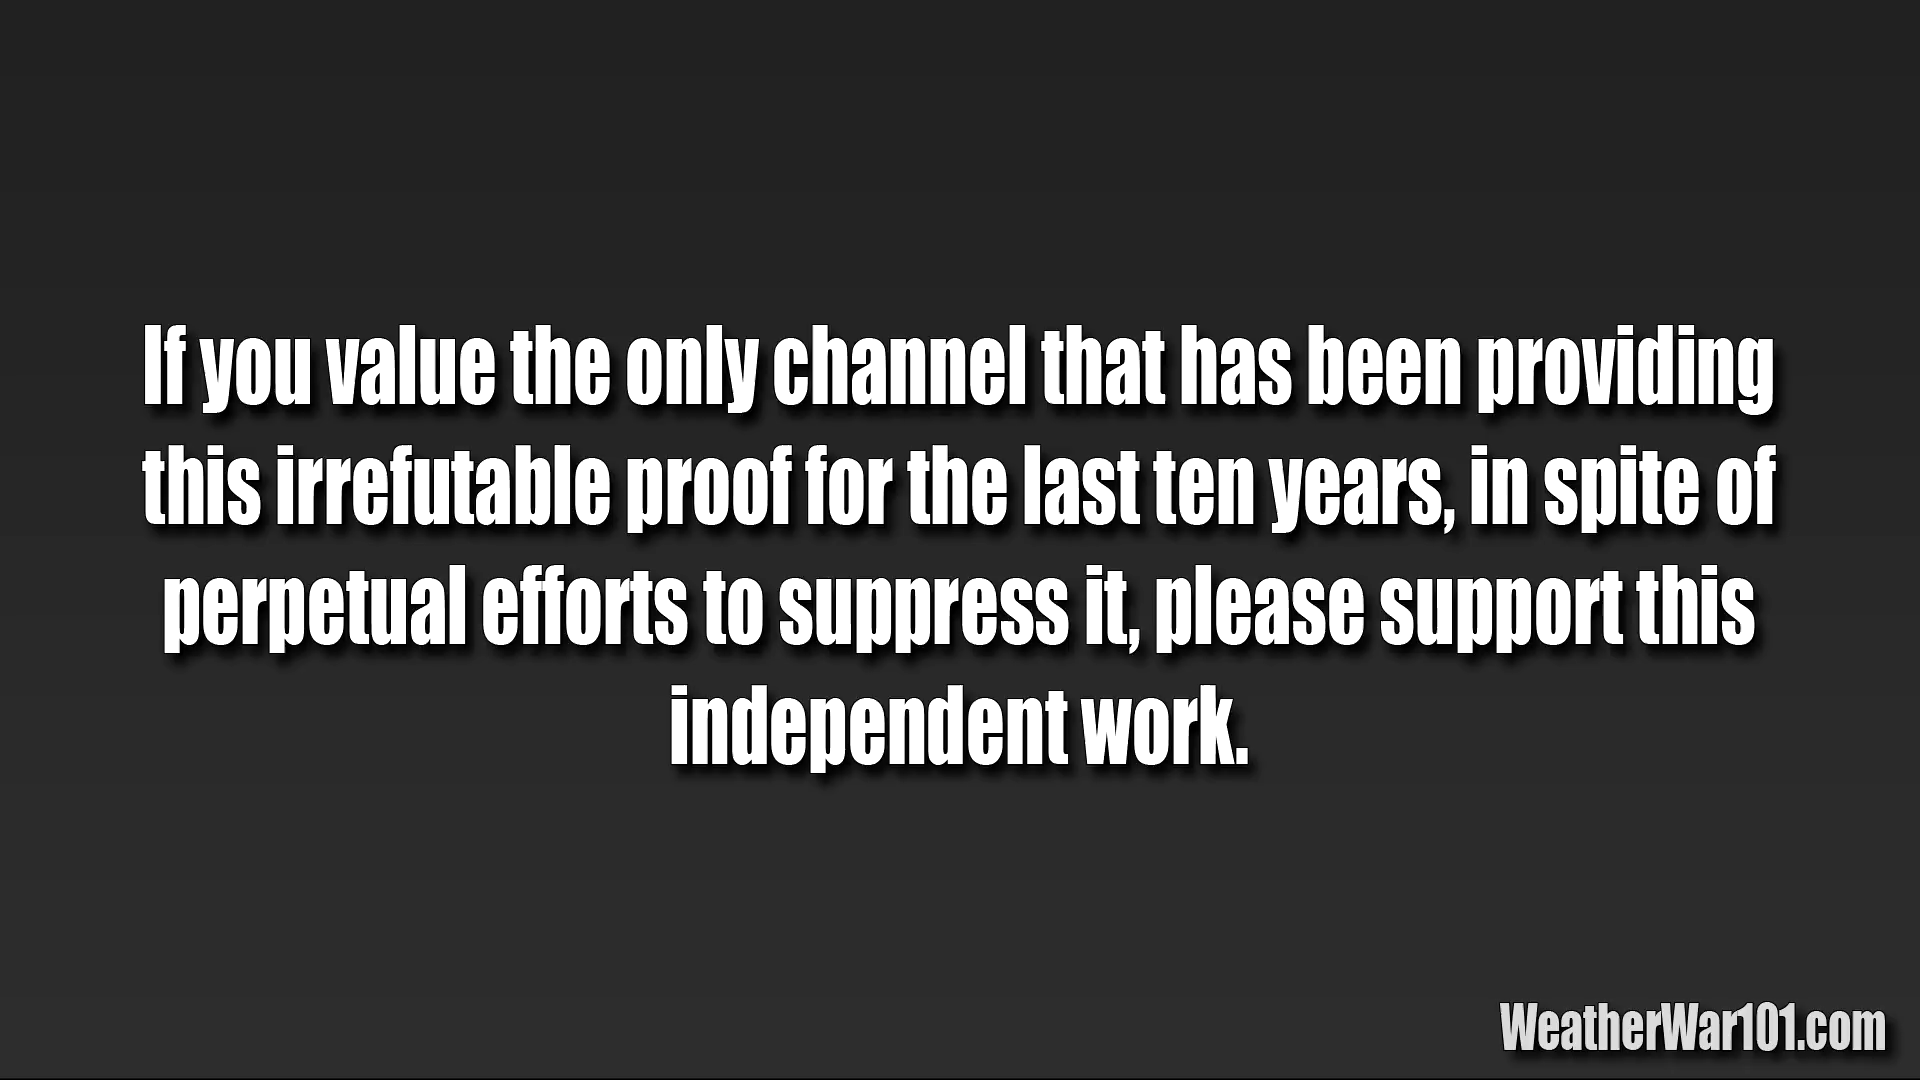 If you value the only channel that has been providing
this irrefutable proof for the last ten years, in spite of
perpetual efforts to suppress it, please support this
independent work.
WeatherWar101.com